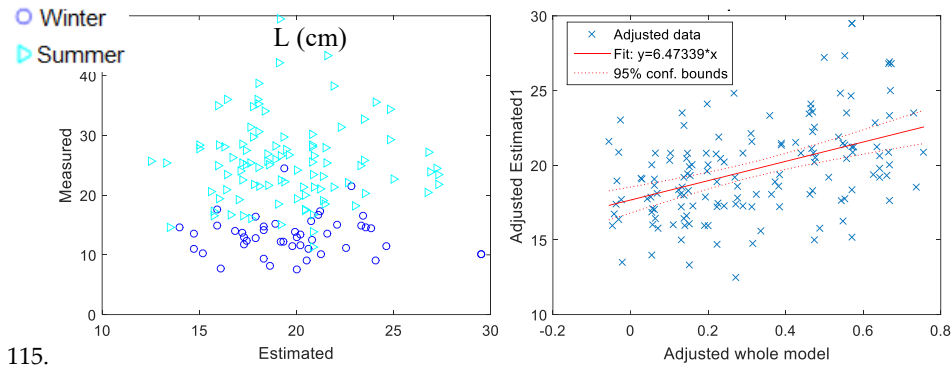 Winter
Summer
L (cm)
40
30
20
10
0
10
15
20
25
30
Measured
Estimated
30
25
20
15
10
-0.2
0
0.2
0.4
0.6
0.8
Adjusted data
Fit: y=6.47339*x
95% conf. bounds
Adjusted Estimated1
Adjusted whole model
115.